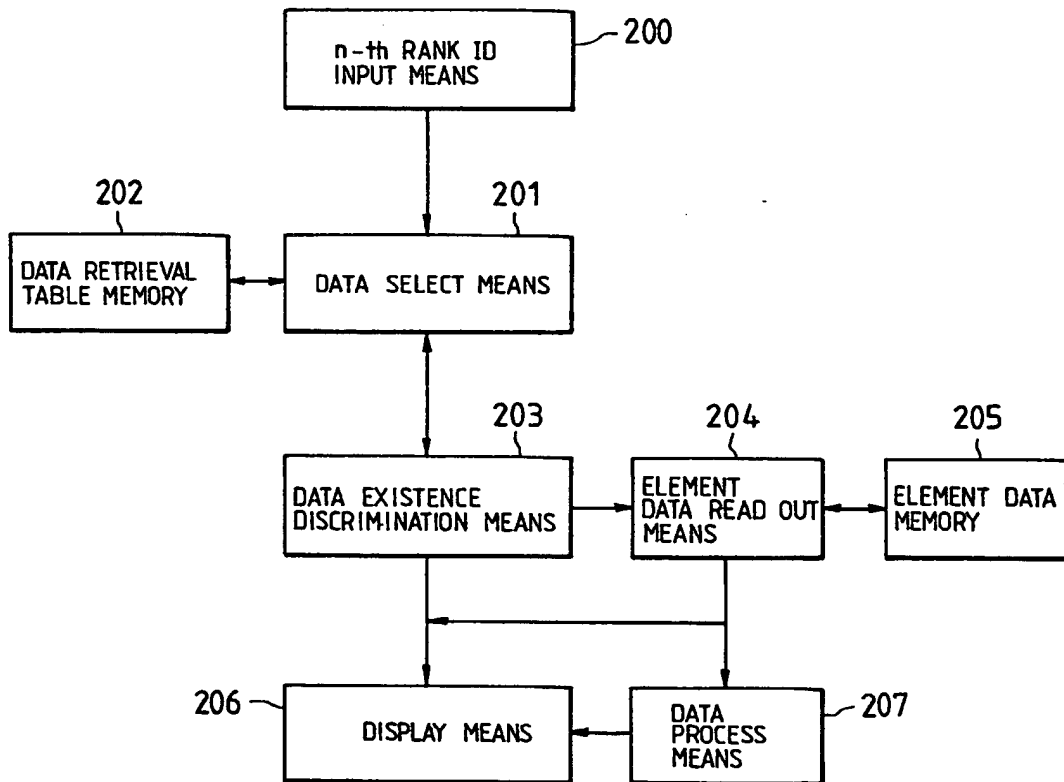 n-th RANK ID
INPUT MEANS
200
202
201
DATA RETRIEVAL
TABLE MEMORY
DATA SELECT MEANS
203
204
205
DATA EXISTENCE
DISCRIMINATION MEANS
ELEMENT
DATA READ OUT
MEANS
ELEMENT DATA
MEMORY
206
DISPLAY MEANS
DATA
PROCESS
MEANS
207